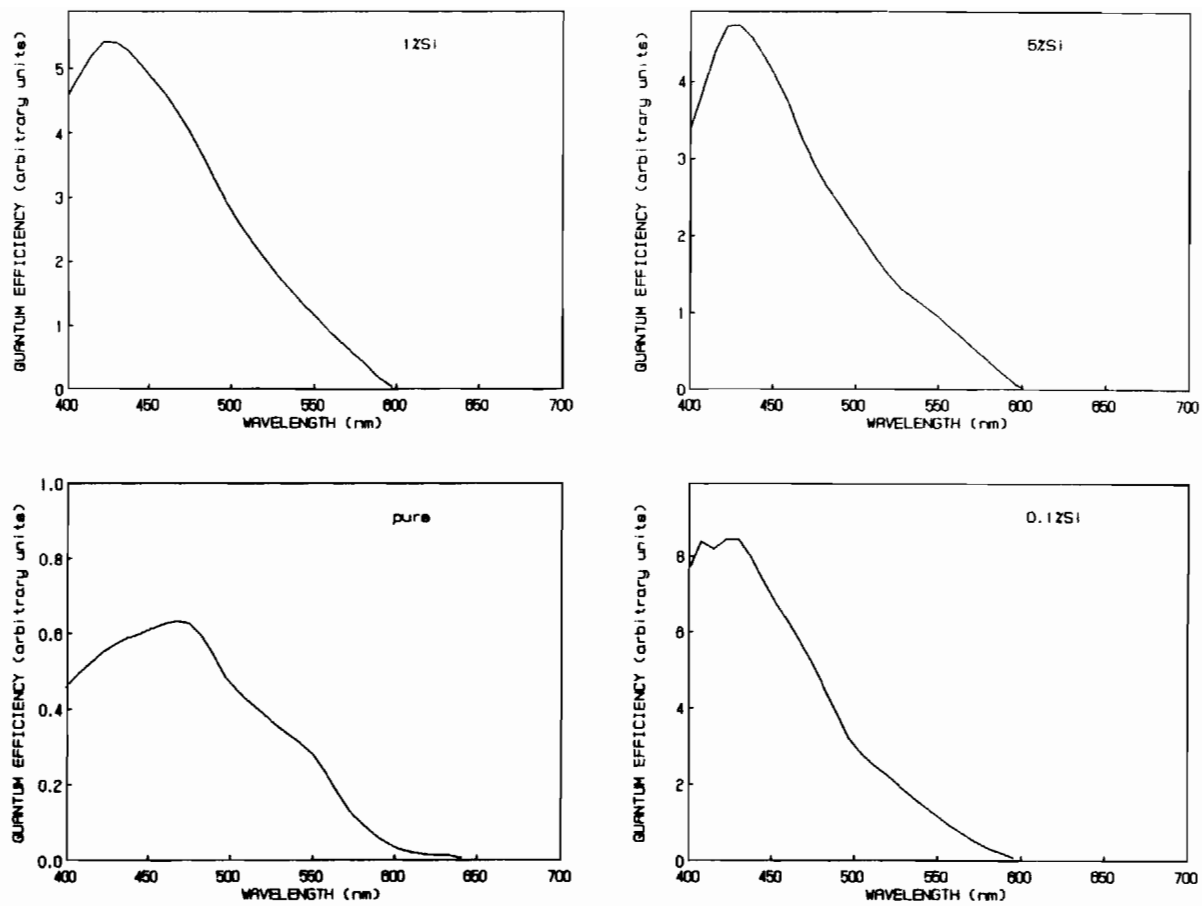 1%Si
QUANTUM EFFICIENCY (arbitrary units)
5
4
3
2
1
0
400 450 500 550 600 650 700
WAVELENGTH (nm)
5%Si
QUANTUM EFFICIENCY (arbitrary units)
4
3
2
1
0
400 450 500 550 600 650 700
WAVELENGTH (nm)
pure
QUANTUM EFFICIENCY (arbitrary units)
1.0
0.8
0.6
0.4
0.2
0.0
400 450 500 550 600 650 700
WAVELENGTH (nm)
0.1%Si
QUANTUM EFFICIENCY (arbitrary units)
8
6
4
2
0
400 450 500 550 600 650 700
WAVELENGTH (nm)